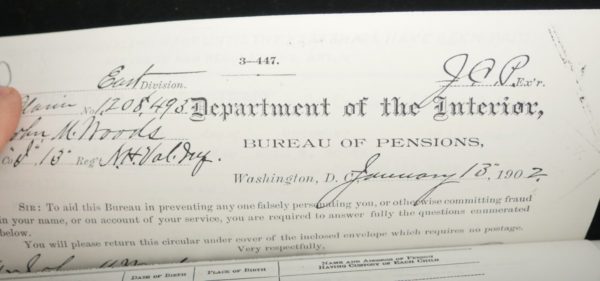 3—447.
East Division.
J.C.P. Ex'r.
Claim No. 1208,493
Department of the Interior,
John M. Woods
BUREAU OF PENSIONS,
Co. 13" Reg't N.H. Vol. Inf.
Washington, D. January 13" 1902
SIR: To aid this Bureau in preventing any one falsely personating you, or otherwise committing fraud
in your name, or on account of your service, you are required to answer fully the questions enumerated
below.
You will please return this circular under cover of the inclosed envelope which requires no postage.
Very respectfully,
DATE OF BIRTH PLACE OF BIRTH NAME AND ADDRESS OF PERSON
HAVING CUSTODY OF EACH CHILD